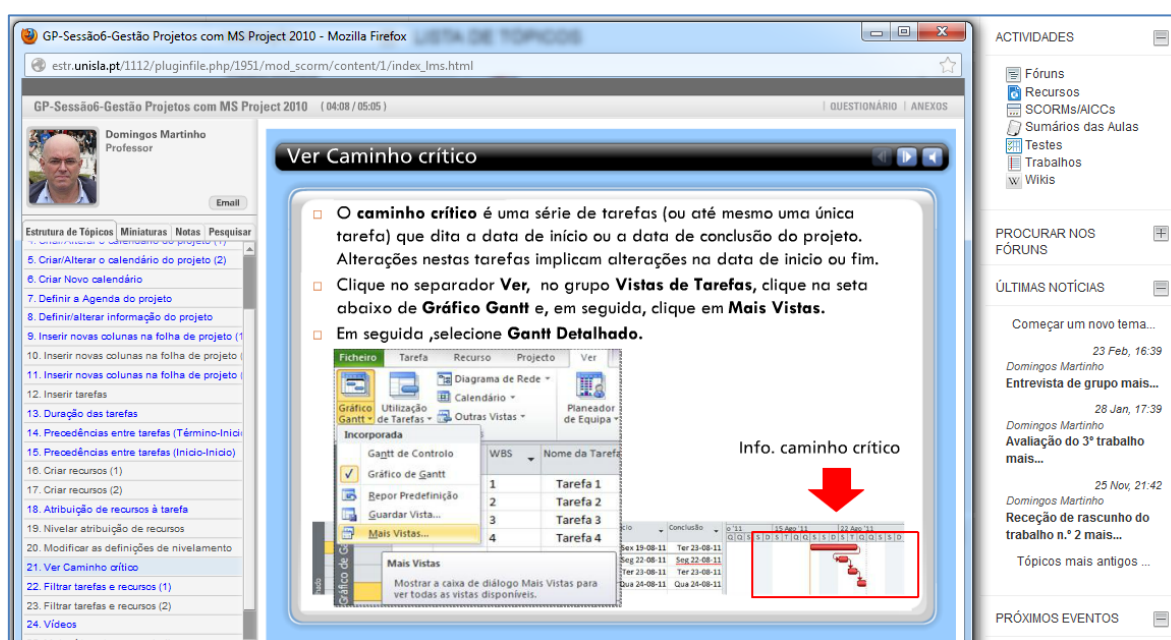 GP-Sessão6-Gestão Projetos com MS Project 2010 - Mozilla Firefox
LISTA DE TÓPICOS
estr.unisla.pt/1112/pluginfile.php/1951/mod_scorm/content/1/index_lms.html
GP-Sessão6-Gestão Projetos com MS Project 2010 ( 04:08 / 05:05 )
| QUESTIONÁRIO | ANEXOS
Domingos Martinho
Professor
Email
Estrutura de Tópicos Miniaturas Notas Pesquisar
4. Criar/Alterar o calendário do projeto (1)
5. Criar/Alterar o calendário do projeto (2)
6. Criar Novo calendário
7. Definir a Agenda do projeto
8. Definir/alterar informação do projeto
9. Inserir novas colunas na folha de projeto (1
10. Inserir novas colunas na folha de projeto (
11. Inserir novas colunas na folha de projeto (
12. Inserir tarefas
13. Duração das tarefas
14. Precedências entre tarefas (Término-Inici
15. Precedências entre tarefas (Inicio-Inicio)
16. Criar recursos (1)
17. Criar recursos (2)
18. Atribuição de recursos à tarefa
19. Nivelar atribuição de recursos
20. Modificar as definições de nivelamento
21. Ver Caminho crítico
22. Filtrar tarefas e recursos (1)
23. Filtrar tarefas e recursos (2)
24. Vídeos
Ver Caminho crítico
O caminho crítico é uma série de tarefas (ou até mesmo uma única
tarefa) que dita a data de início ou a data de conclusão do projeto.
Alterações nestas tarefas implicam alterações na data de inicio ou fim.
Clique no separador Ver, no grupo Vistas de Tarefas, clique na seta
abaixo de Gráfico Gantt e, em seguida, clique em Mais Vistas.
Em seguida ,selecione Gantt Detalhado.
Ficheiro Tarefa Recurso Projecto Ver
Gráfico Gantt
Utilização de Tarefas
Diagrama de Rede
Calendário
Outras Vistas
Planeador de Equipa
Incorporada
Gantt de Controlo
Gráfico de Gantt
Repor Predefinição
Guardar Vista...
Mais Vistas...
WBS Nome da Tarefa
1 Tarefa 1
2 Tarefa 2
3 Tarefa 3
4 Tarefa 4
Mais Vistas
Mostrar a caixa de diálogo Mais Vistas para
ver todas as vistas disponíveis.
Gráfico de G
Info. caminho crítico
cio Conclusão o '11 15 Ago '11 22 Ago '11
Q Q S S D S T Q Q S S D S T Q Q S S D
Sex 19-08-11 Ter 23-08-11
Seg 22-08-11 Seg 22-08-11
Ter 23-08-11 Ter 23-08-11
Qua 24-08-11 Qua 24-08-11
ACTIVIDADES
Fóruns
Recursos
SCORMs/AICCs
Sumários das Aulas
Testes
Trabalhos
Wikis
PROCURAR NOS
FÓRUNS
ÚLTIMAS NOTÍCIAS
Começar um novo tema...
23 Feb, 16:39
Domingos Martinho
Entrevista de grupo mais...
28 Jan, 17:39
Domingos Martinho
Avaliação do 3º trabalho
mais...
25 Nov, 21:42
Domingos Martinho
Receção de rascunho do
trabalho n.º 2 mais...
Tópicos mais antigos ...
PRÓXIMOS EVENTOS